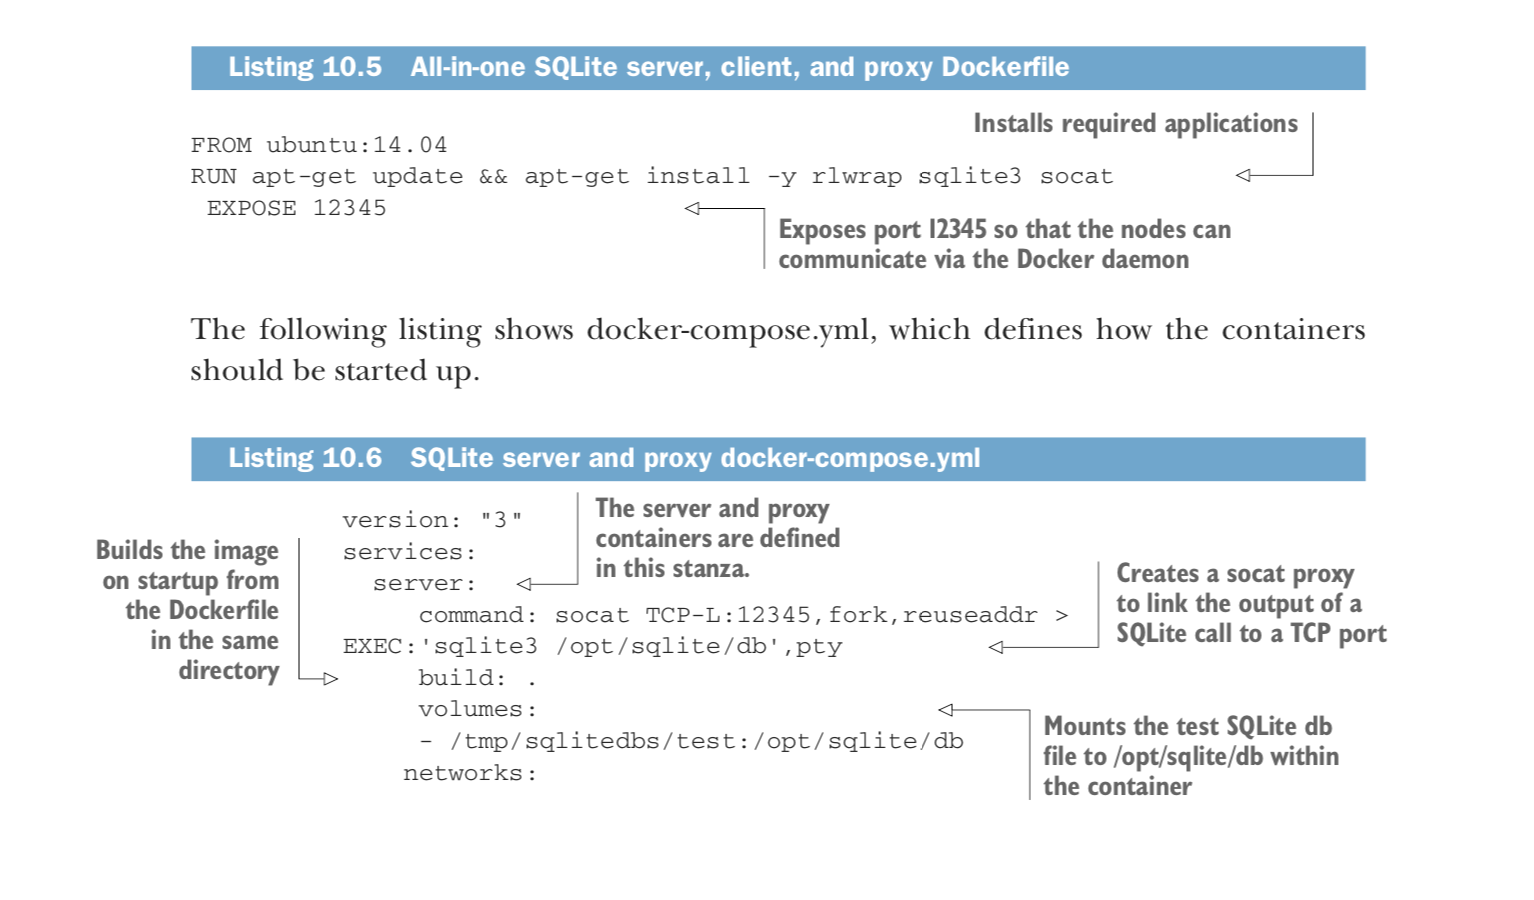 Listing 10.5 All-in-one SQLite server, client, and proxy Dockerfile
Installs required applications
FROM ubuntu:14.04
RUN apt-get update && apt-get install -y rlwrap sqlite3 socat
EXPOSE 12345
Exposes port 12345 so that the nodes can
communicate via the Docker daemon
The following listing shows docker-compose.yml, which defines how the containers
should be started up.
Listing 10.6 SQLite server and proxy docker-compose.yml
version: "3"
services:
server:
The server and proxy
containers are defined
in this stanza.
Builds the image
on startup from
the Dockerfile
in the same
directory
command: socat TCP-L:12345,fork,reuseaddr >
EXEC:'sqlite3 /opt/sqlite/db',pty
Creates a socat proxy
to link the output of a
SQLite call to a TCP port
build: .
volumes:
- /tmp/sqlitedbs/test:/opt/sqlite/db
networks:
Mounts the test SQLite db
file to /opt/sqlite/db within
the container